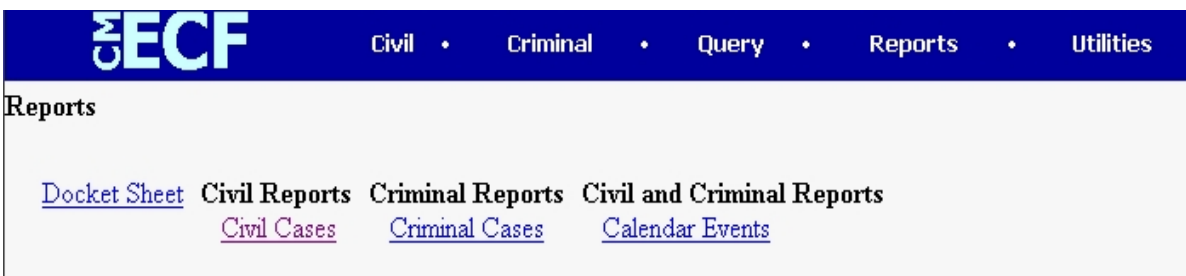 CM ECF Civil • Criminal • Query • Reports • Utilities
Reports
Docket Sheet Civil Reports Criminal Reports Civil and Criminal Reports
Civil Cases Criminal Cases Calendar Events